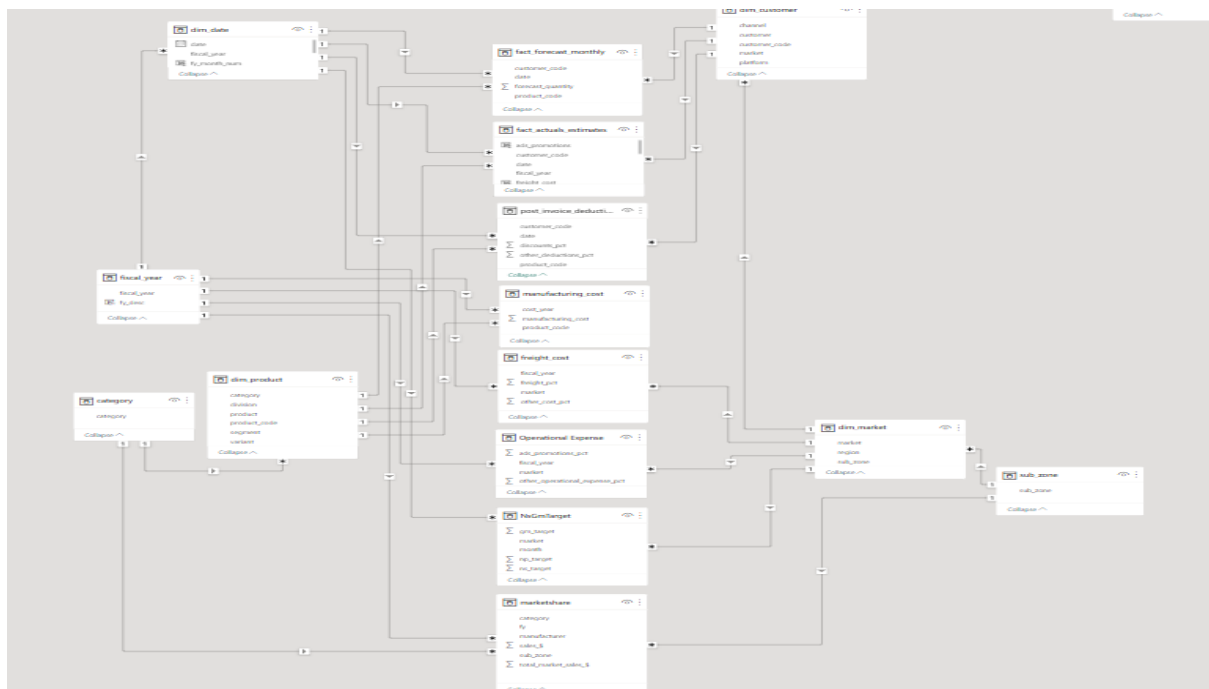 dim_date
date
fiscal_year
fy_month_num
Collapse
dim_customer
channel
customer
customer_code
market
platform
Collapse
Collapse
fact_forecast_monthly
customer_code
date
forecast_quantity
product_code
Collapse
fact_actuals_estimates
ads_promotions
customer_code
date
fiscal_year
freight_cost
Collapse
post_invoice_deducti...
customer_code
date
discounts_pct
other_deductions_pct
product_code
Collapse
fiscal_year
fiscal_year
fy_desc
Collapse
manufacturing_cost
cost_year
manufacturing_cost
product_code
Collapse
freight_cost
fiscal_year
freight_pct
market
other_cost_pct
Collapse
category
category
Collapse
dim_product
category
division
product
product_code
segment
variant
Collapse
Operational Expense
ads_promotions_pct
fiscal_year
market
other_operational_expense_pct
Collapse
dim_market
market
region
sub_zone
Collapse
sub_zone
sub_zone
Collapse
NsGmTarget
gm_target
market
month
np_target
ns_target
Collapse
marketshare
category
fy
manufacturer
sales_$
sub_zone
total_market_sales_$
Collapse